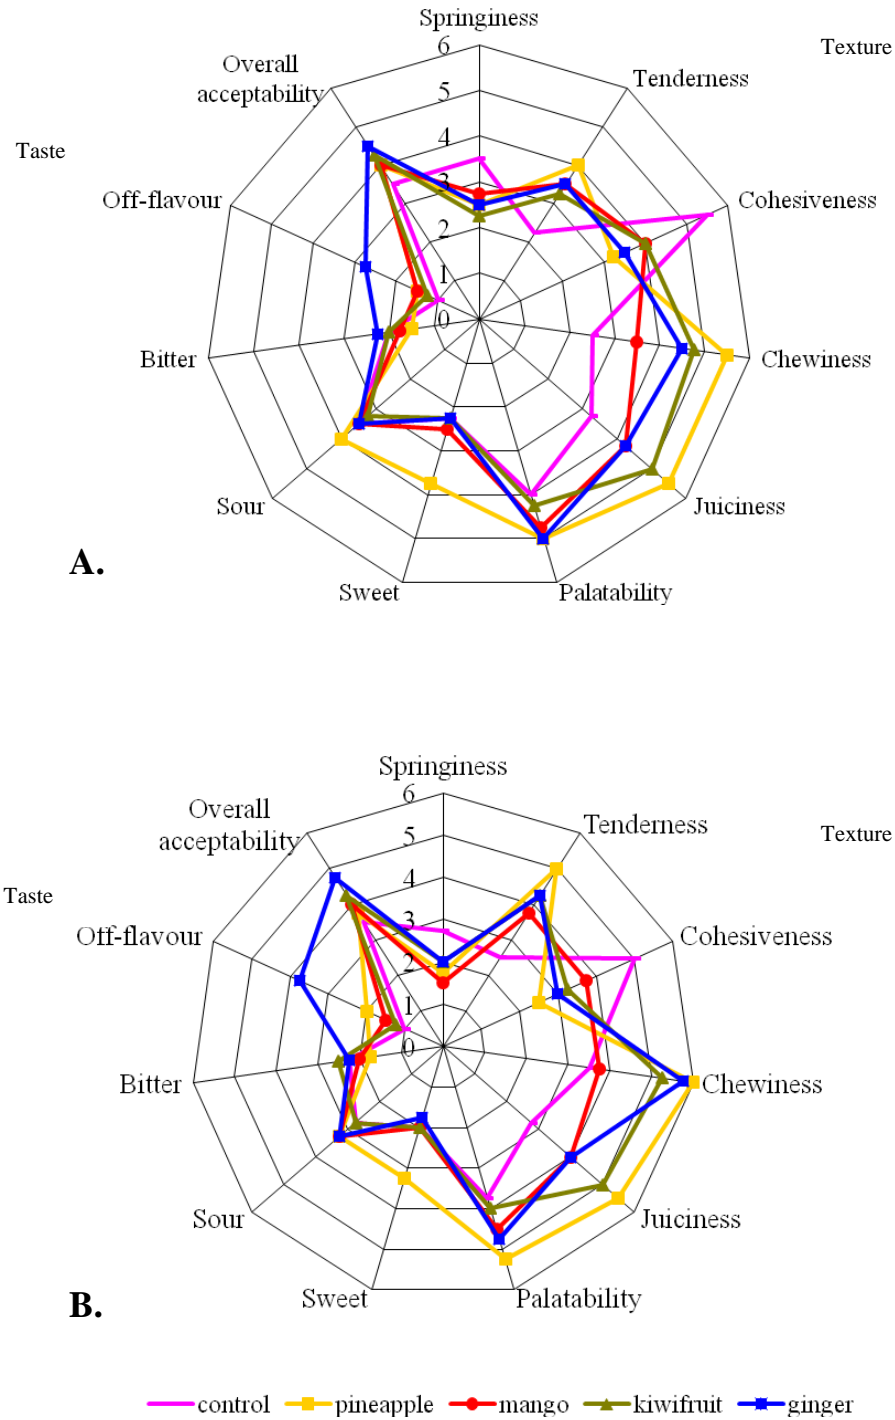 Springiness
6
Texture
Overall
acceptability
Tenderness
5
4
Taste
3
Off-flavour
Cohesiveness
2
1
0
Bitter
Chewiness
Sour
Juiciness
A.
Sweet
Palatability
Springiness
6
Overall
acceptability
Tenderness
Texture
5
4
Taste
3
Off-flavour
Cohesiveness
2
1
0
Bitter
Chewiness
Sour
Juiciness
B.
Sweet
Palatability
control pineapple mango kiwifruit ginger